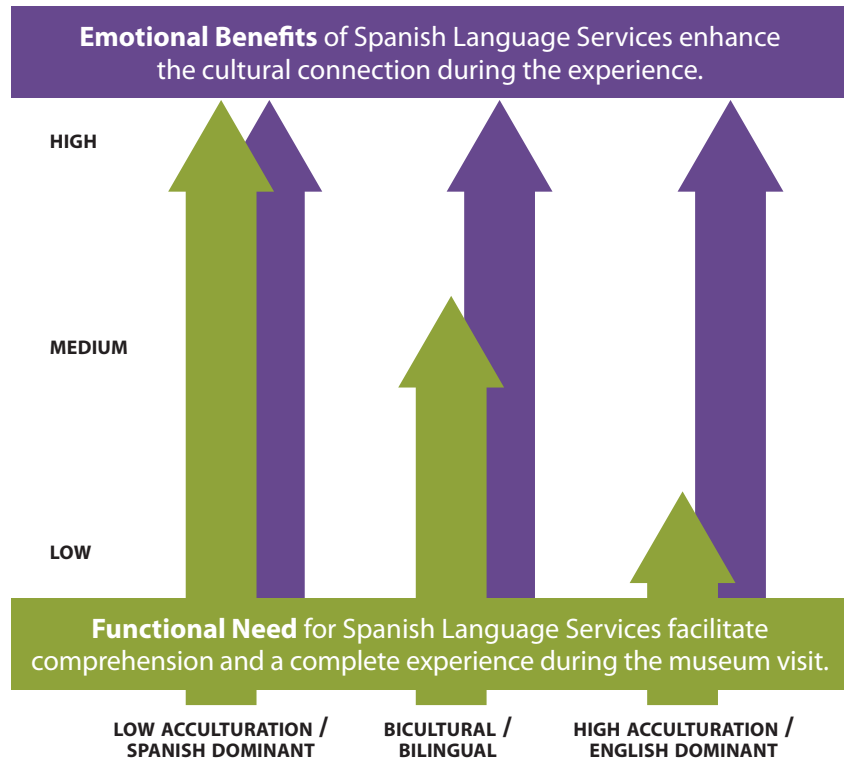 Emotional Benefits of Spanish Language Services enhance
the cultural connection during the experience.
HIGH
MEDIUM
LOW
Functional Need for Spanish Language Services facilitate
comprehension and a complete experience during the museum visit.
LOW ACCULTURATION /
SPANISH DOMINANT
BICULTURAL /
BILINGUAL
HIGH ACCULTURATION /
ENGLISH DOMINANT